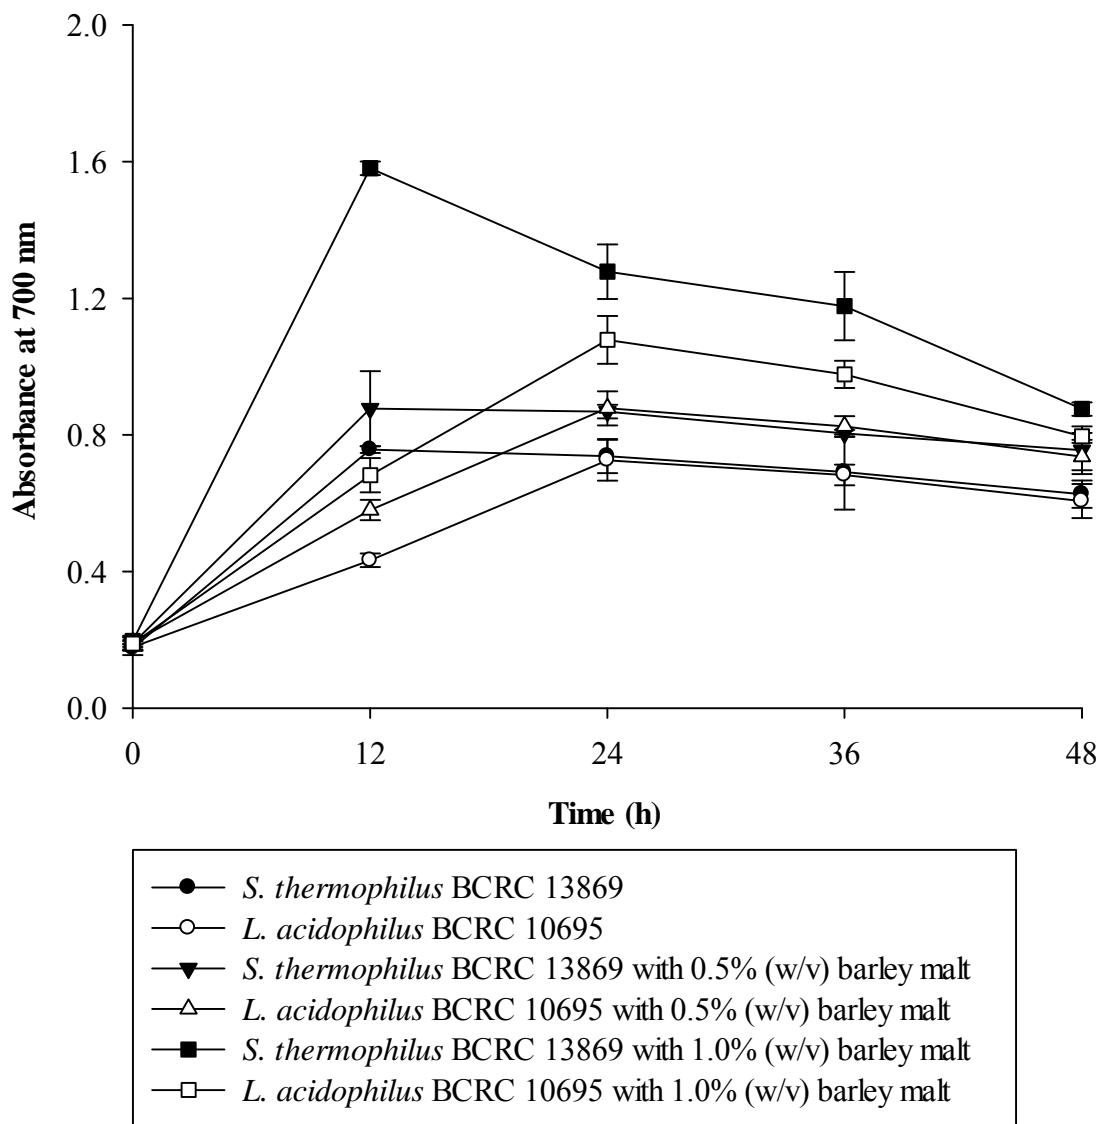 2.0
1.6
1.2
0.8
0.4
0.0
Absorbance at 700 nm
0 12 24 36 48
Time (h)
S. thermophilus BCRC 13869
L. acidophilus BCRC 10695
S. thermophilus BCRC 13869 with 0.5% (w/v) barley malt
L. acidophilus BCRC 10695 with 0.5% (w/v) barley malt
S. thermophilus BCRC 13869 with 1.0% (w/v) barley malt
L. acidophilus BCRC 10695 with 1.0% (w/v) barley malt